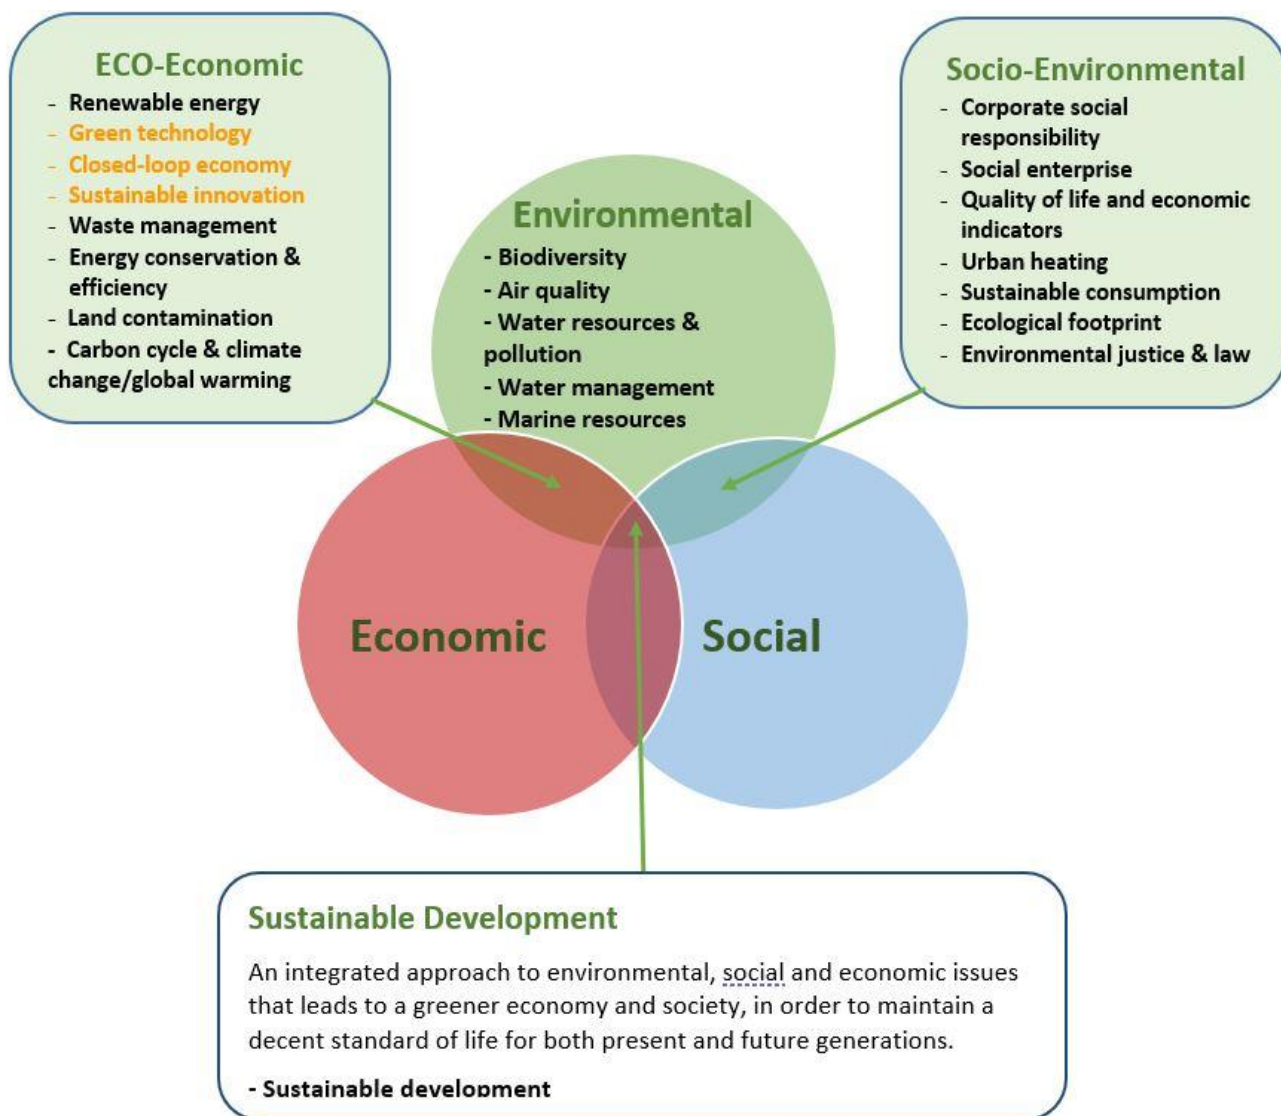 ECO-Economic
- Renewable energy
- Green technology
- Closed-loop economy
- Sustainable innovation
- Waste management
- Energy conservation &
efficiency
- Land contamination
- Carbon cycle & climate
change/global warming
Socio-Environmental
- Corporate social
responsibility
- Social enterprise
- Quality of life and economic
indicators
- Urban heating
- Sustainable consumption
- Ecological footprint
- Environmental justice & law
Environmental
- Biodiversity
- Air quality
- Water resources &
pollution
- Water management
- Marine resources
Economic
Social
Sustainable Development
An integrated approach to environmental, social and economic issues
that leads to a greener economy and society, in order to maintain a
decent standard of life for both present and future generations.
- Sustainable development